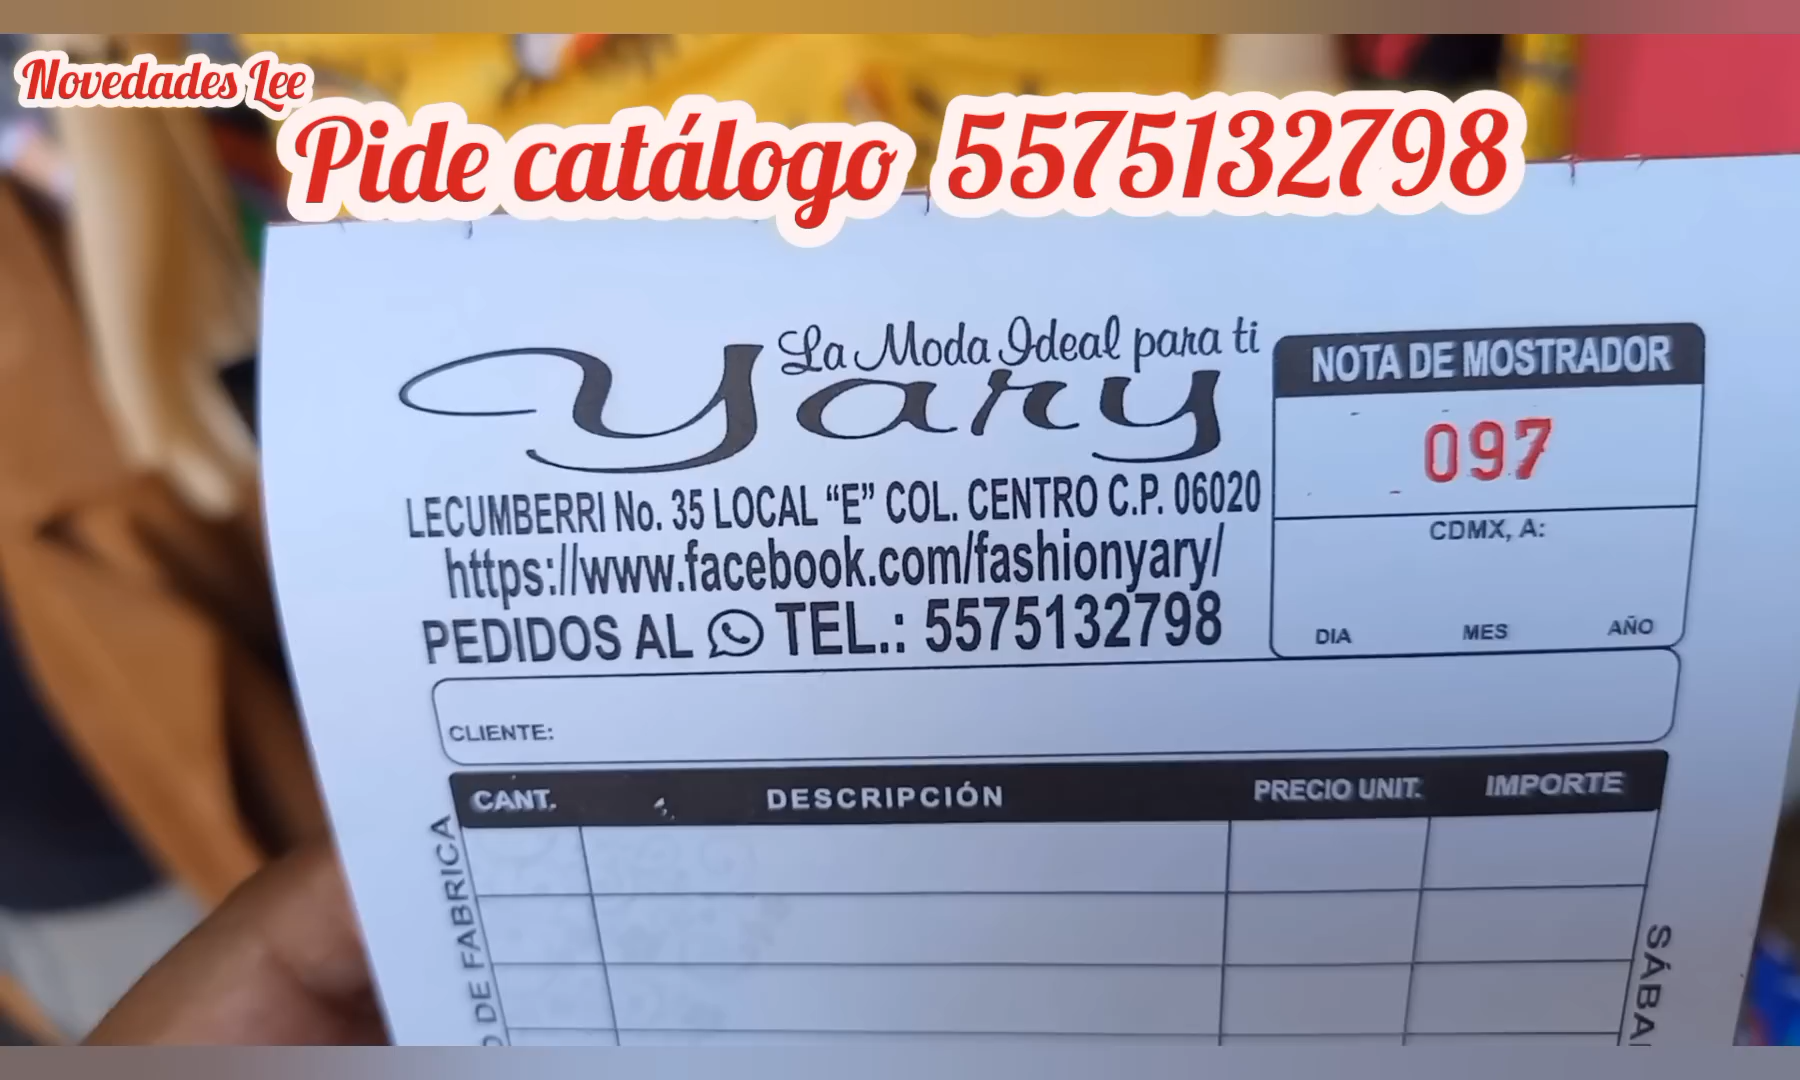 Novedades Lee
Pide catálogo 5575132798
La Moda Ideal para ti
Yary
LECUMBERRI No. 35 LOCAL “E” COL. CENTRO C.P. 06020
https://www.facebook.com/fashionyary/
PEDIDOS AL TEL.: 5575132798
NOTA DE MOSTRADOR
097
CDMX, A:
DIA MES AÑO
CLIENTE:
CANT. DESCRIPCIÓN PRECIO UNIT. IMPORTE
DE FABRICA